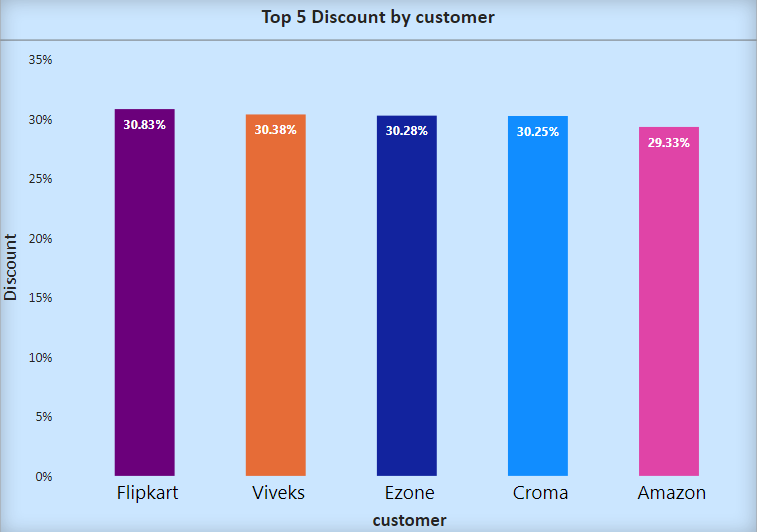 Top 5 Discount by customer
35%
30%
25%
20%
15%
10%
5%
0%
Discount
30.83%
30.38%
30.28%
30.25%
29.33%
Flipkart
Viveks
Ezone
Croma
Amazon
customer